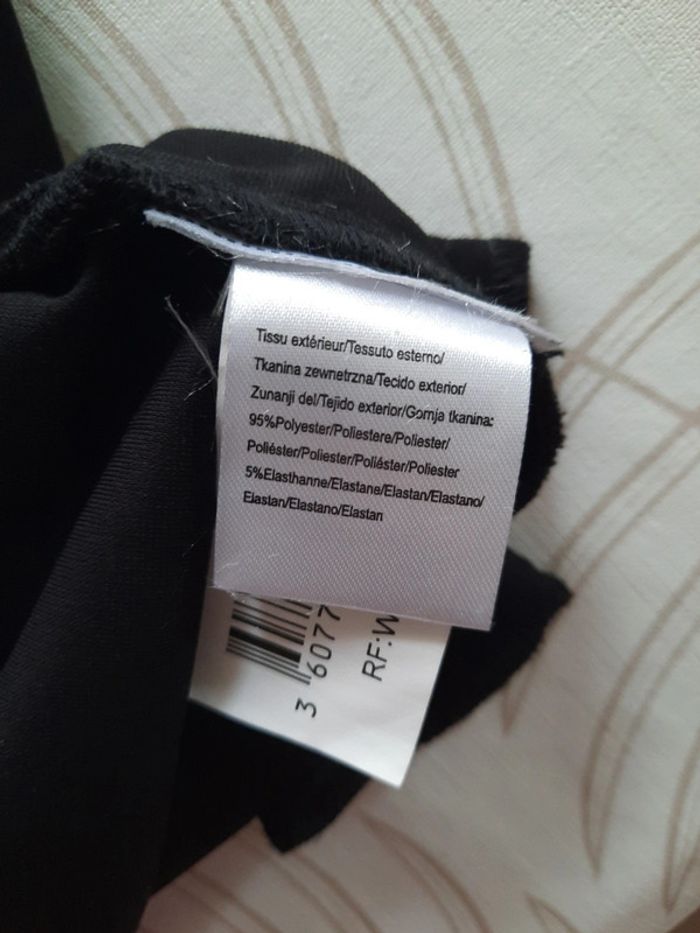 Tissu extérieur/Tessuto esterno/
Tkanina zewnetrzna/Tecido exterior/
Zunanji del/Tejido exterior/Gornja tkanina:
95%Polyester/Poliestere/Poliester/
Poliéster/Poliester/Poliéster/Poliester
5%Elasthanne/Elastane/Elastan/Elastano/
Elastan/Elastano/Elastan
3 6077
RF:W